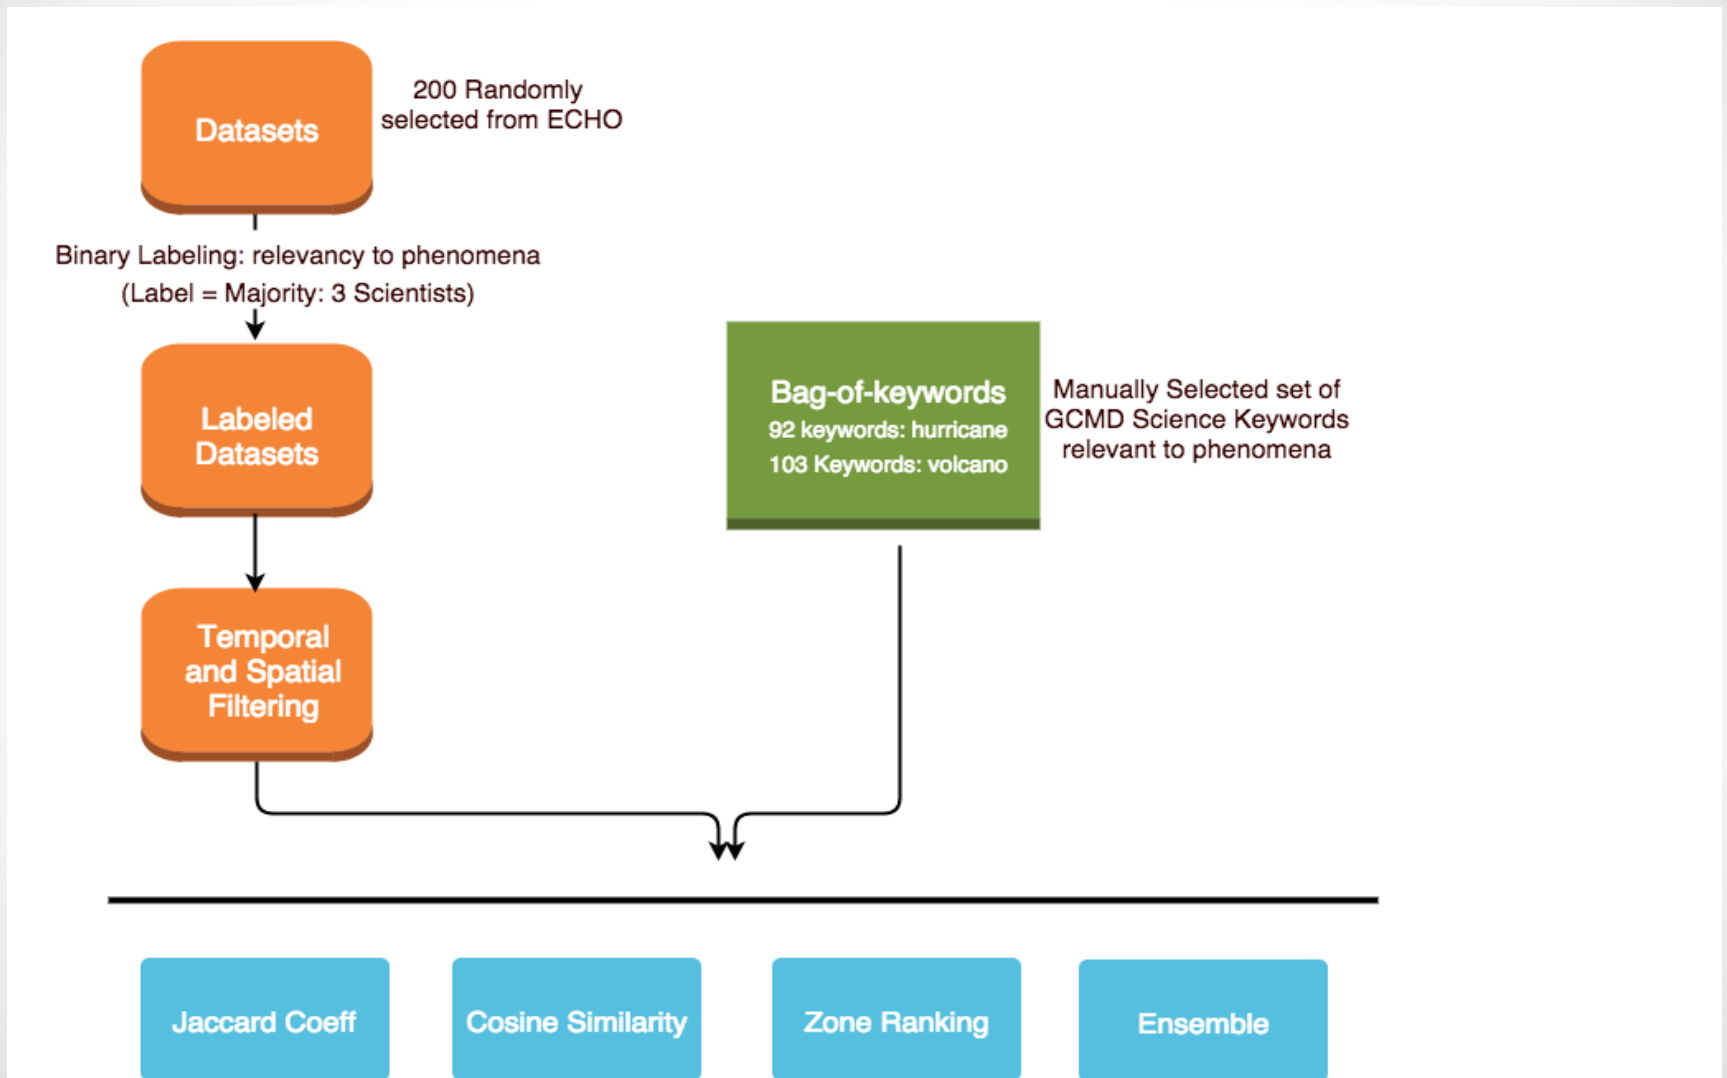 Datasets
200 Randomly
selected from ECHO
Binary Labeling: relevancy to phenomena
(Label = Majority: 3 Scientists)
Labeled
Datasets
Bag-of-keywords
92 keywords: hurricane
103 Keywords: volcano
Manually Selected set of
GCMD Science Keywords
relevant to phenomena
Temporal
and Spatial
Filtering
Jaccard Coeff
Cosine Similarity
Zone Ranking
Ensemble